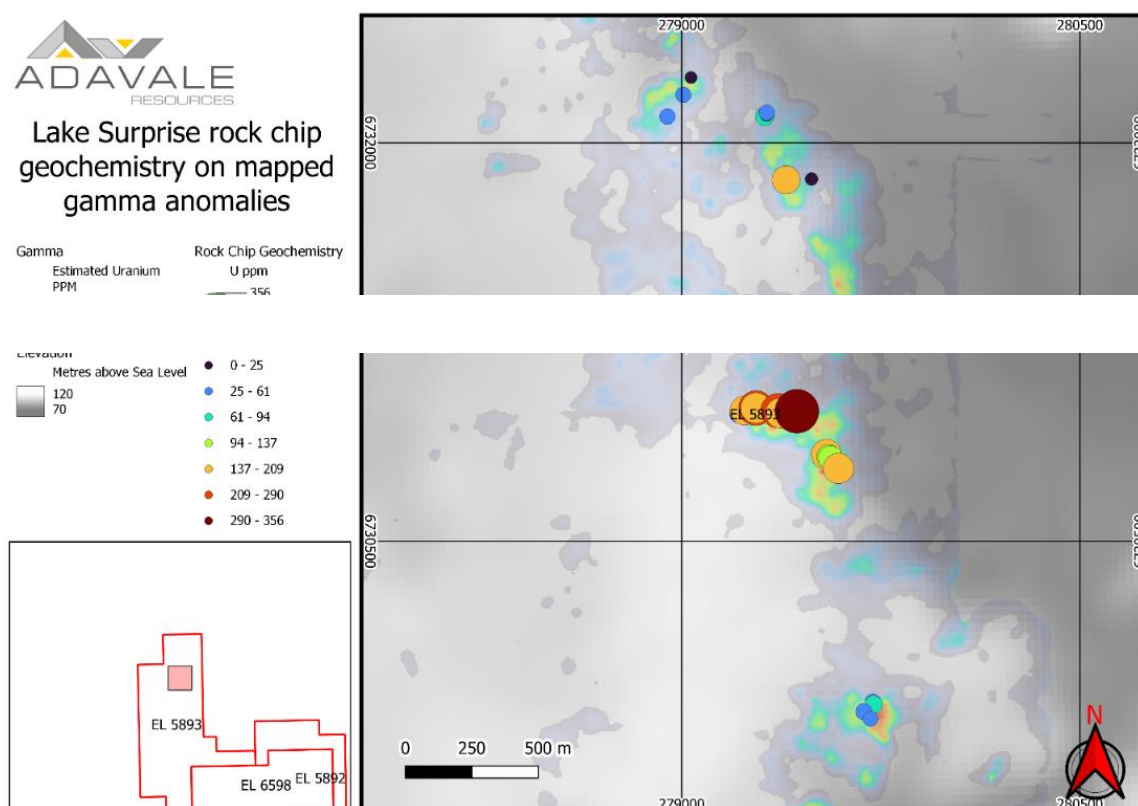 ADAVALE
RESOURCES
Lake Surprise rock chip
geochemistry on mapped
gamma anomalies
Gamma
Estimated Uranium
PPM
Rock Chip Geochemistry
U ppm
356
279000
280500
6732000
Elevation
Metres above Sea Level
120
70
0 - 25
25 - 61
61 - 94
94 - 137
137 - 209
209 - 290
290 - 356
EL 5893
6730500
EL 5893
EL 6598
EL 5892
0 250 500 m
N
279000
280500